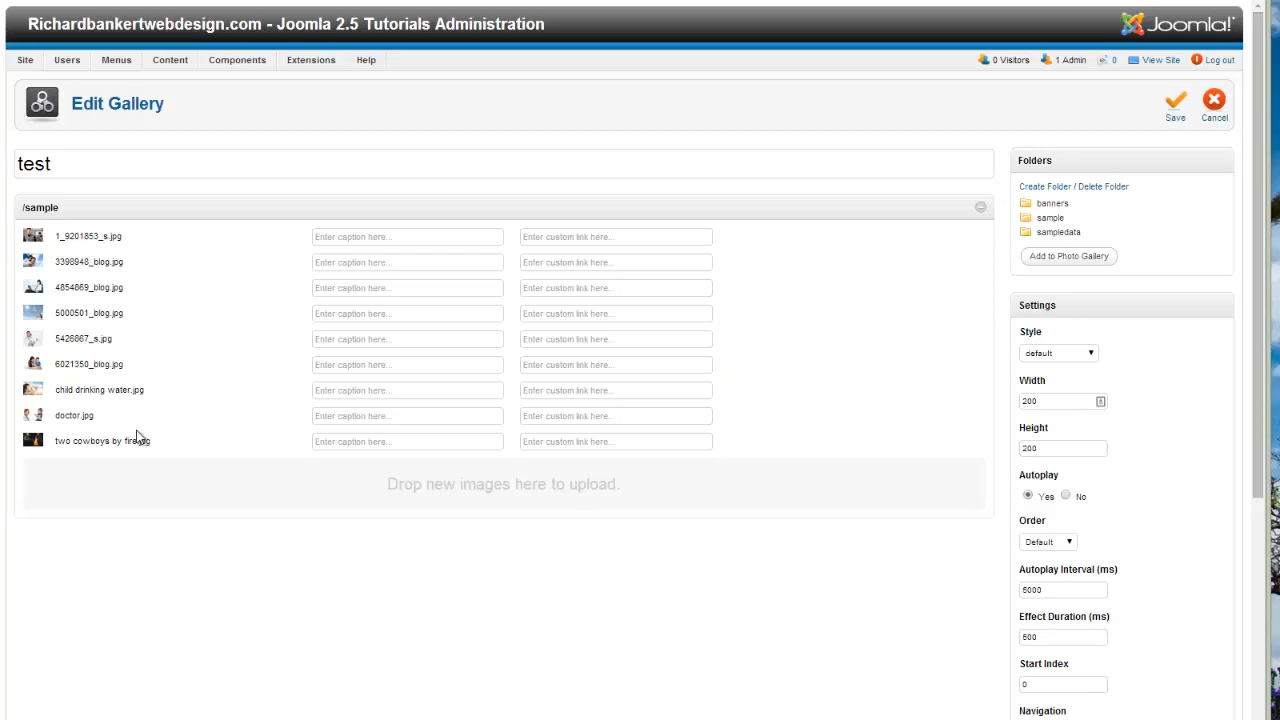 Richardbankertwebdesign.com - Joomla 2.5 Tutorials Administration
Joomla!
Site Users Menus Content Components Extensions Help
0 Visitors 1 Admin 0 View Site Log out
Edit Gallery
Save Cancel
test
/sample
1_9201853_s.jpg Enter caption here... Enter custom link here...
3398948_blog.jpg Enter caption here... Enter custom link here...
4854869_blog.jpg Enter caption here... Enter custom link here...
5000501_blog.jpg Enter caption here... Enter custom link here...
5426867_s.jpg Enter caption here... Enter custom link here...
6021350_blog.jpg Enter caption here... Enter custom link here...
child drinking water.jpg Enter caption here... Enter custom link here...
doctor.jpg Enter caption here... Enter custom link here...
two cowboys by fire.jpg Enter caption here... Enter custom link here...
Drop new images here to upload.
Folders
Create Folder / Delete Folder
banners
sample
sampledata
Add to Photo Gallery
Settings
Style
default
Width
200
Height
200
Autoplay
Yes No
Order
Default
Autoplay Interval (ms)
5000
Effect Duration (ms)
500
Start Index
0
Navigation